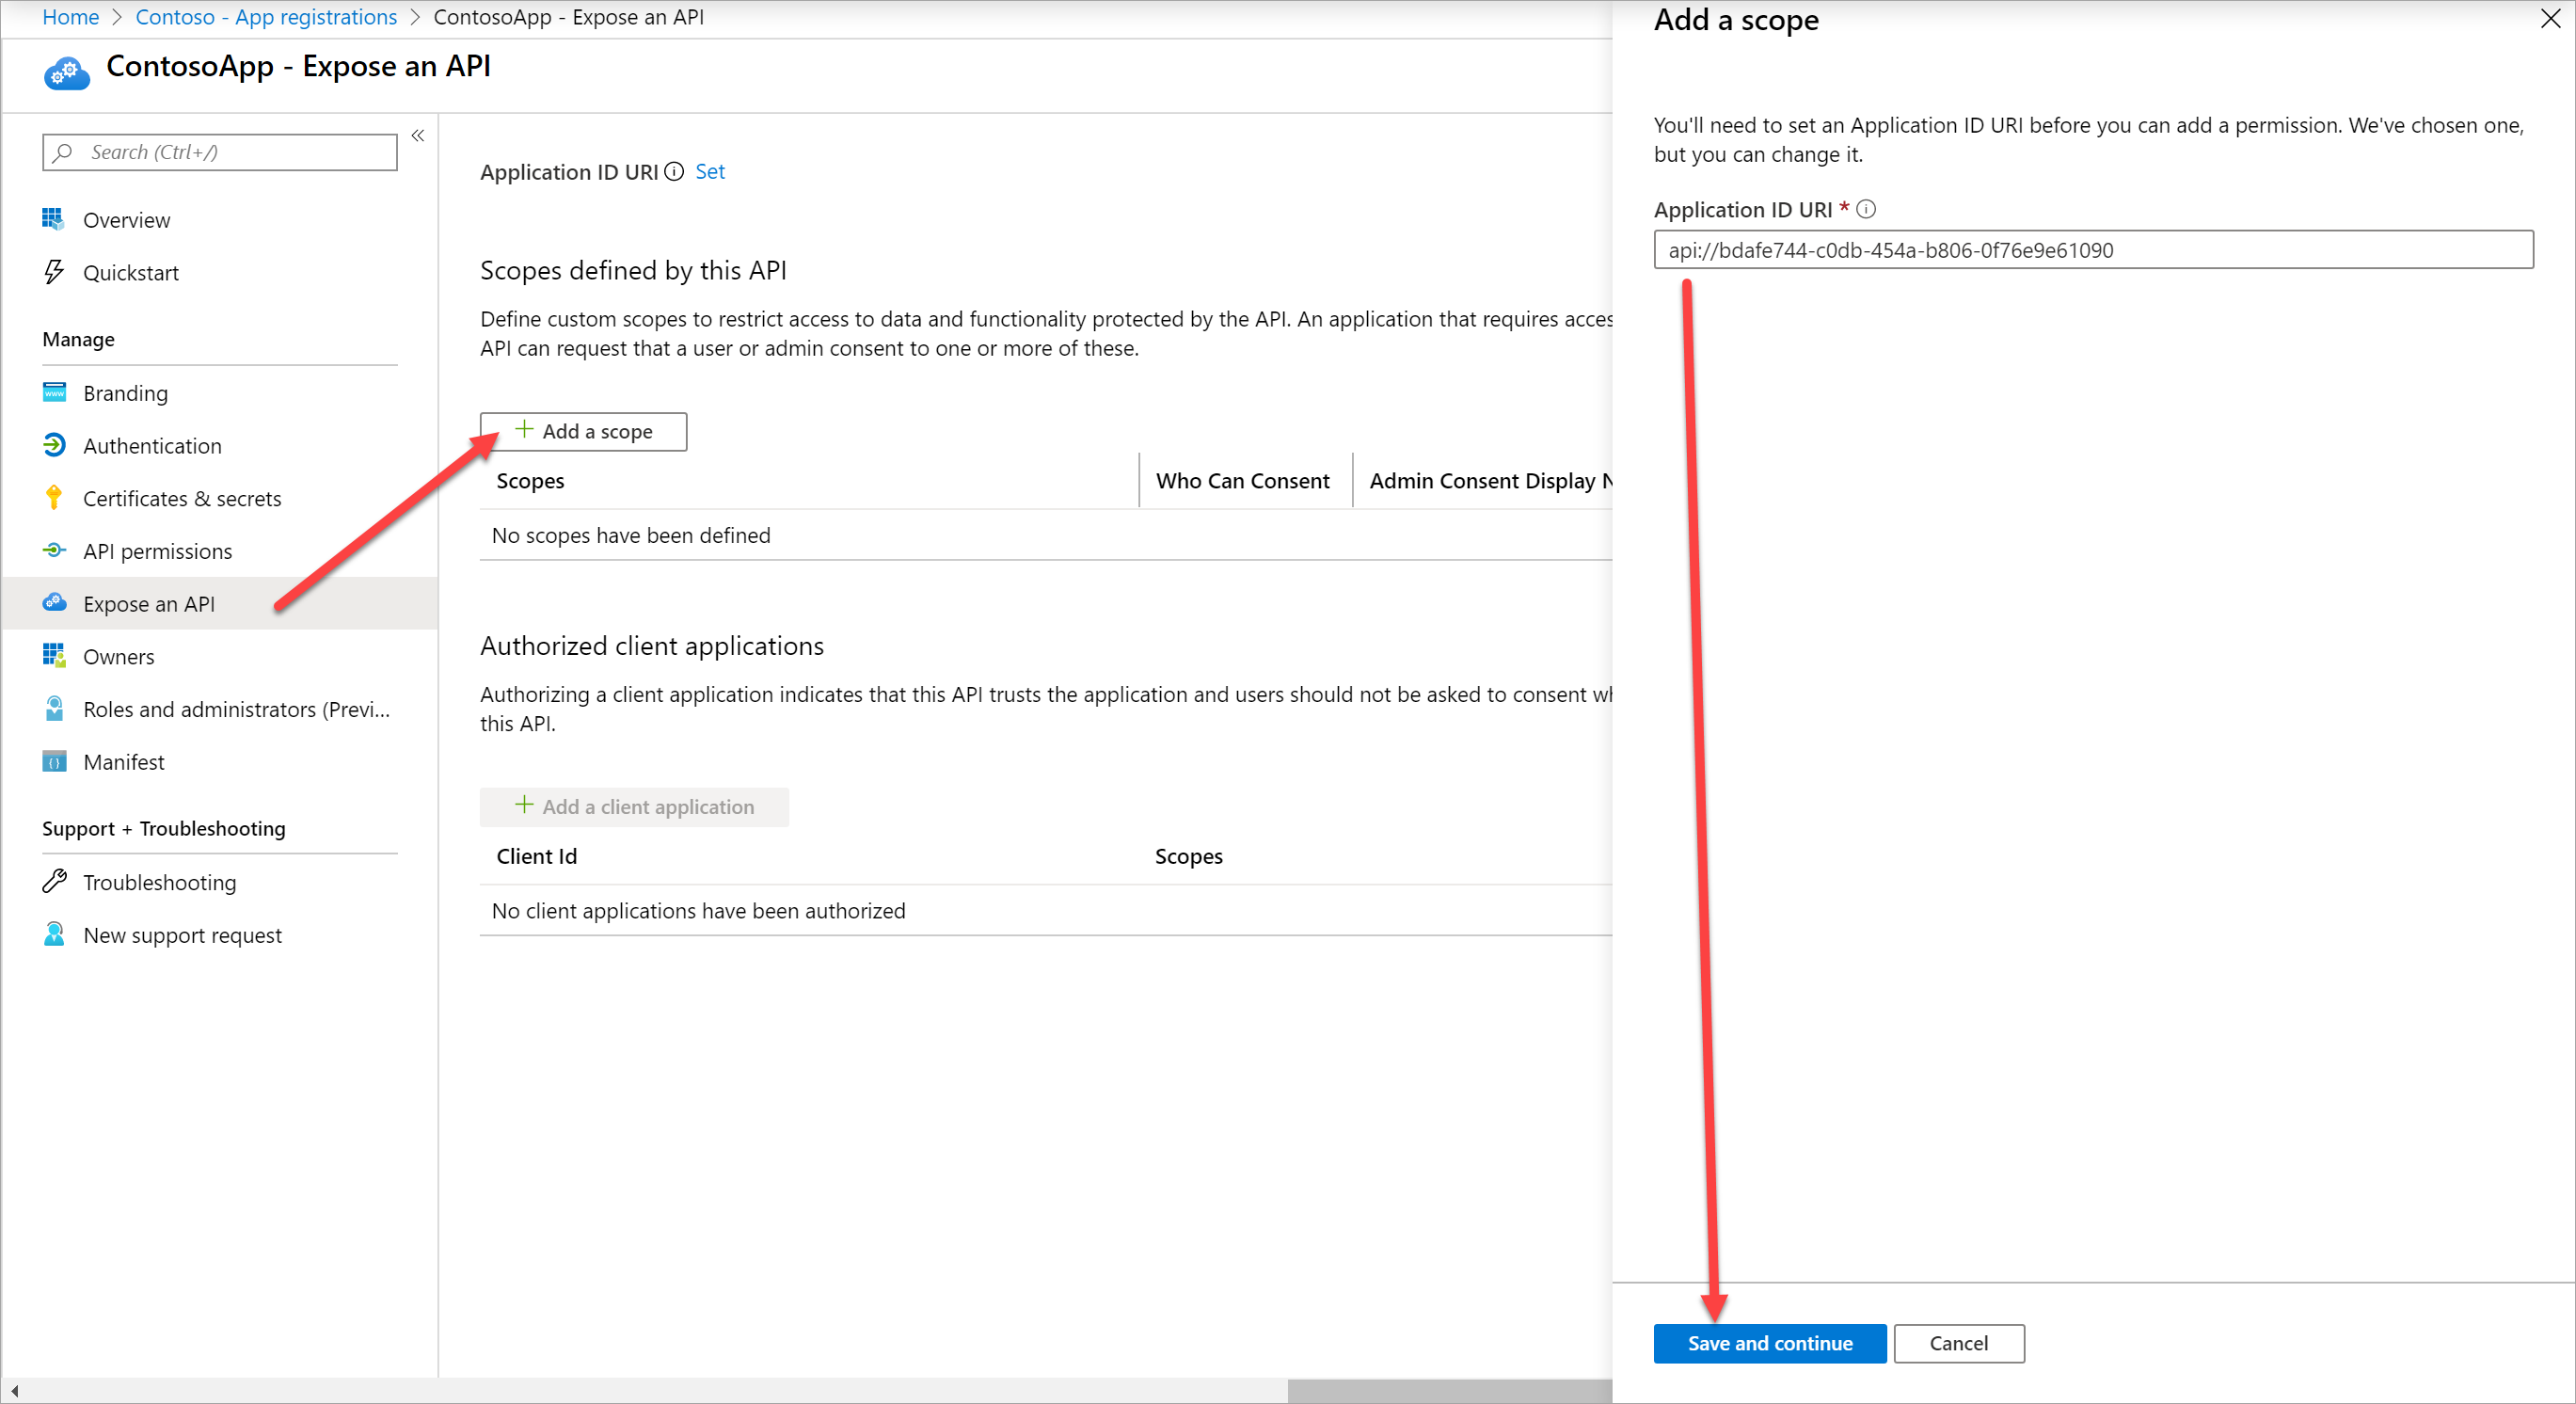 Home > Contoso - App registrations > ContosoApp - Expose an API
ContosoApp - Expose an API
Search (Ctrl+/)
Overview
Quickstart
Manage
Branding
Authentication
Certificates & secrets
API permissions
Expose an API
Owners
Roles and administrators (Previ...
Manifest
Support + Troubleshooting
Troubleshooting
New support request
Application ID URI Set
Scopes defined by this API
Define custom scopes to restrict access to data and functionality protected by the API. An application that requires
API can request that a user or admin consent to one or more of these.
+ Add a scope
Scopes Who Can Consent Admin Consent Display
No scopes have been defined
Authorized client applications
Authorizing a client application indicates that this API trusts the application and users should not be asked to consent
this API.
+ Add a client application
Client Id Scopes
No client applications have been authorized
Add a scope
You'll need to set an Application ID URI before you can add a permission. We've chosen one,
but you can change it.
Application ID URI *
api://bdafe744-c0db-454a-b806-0f76e9e61090
Save and continue Cancel